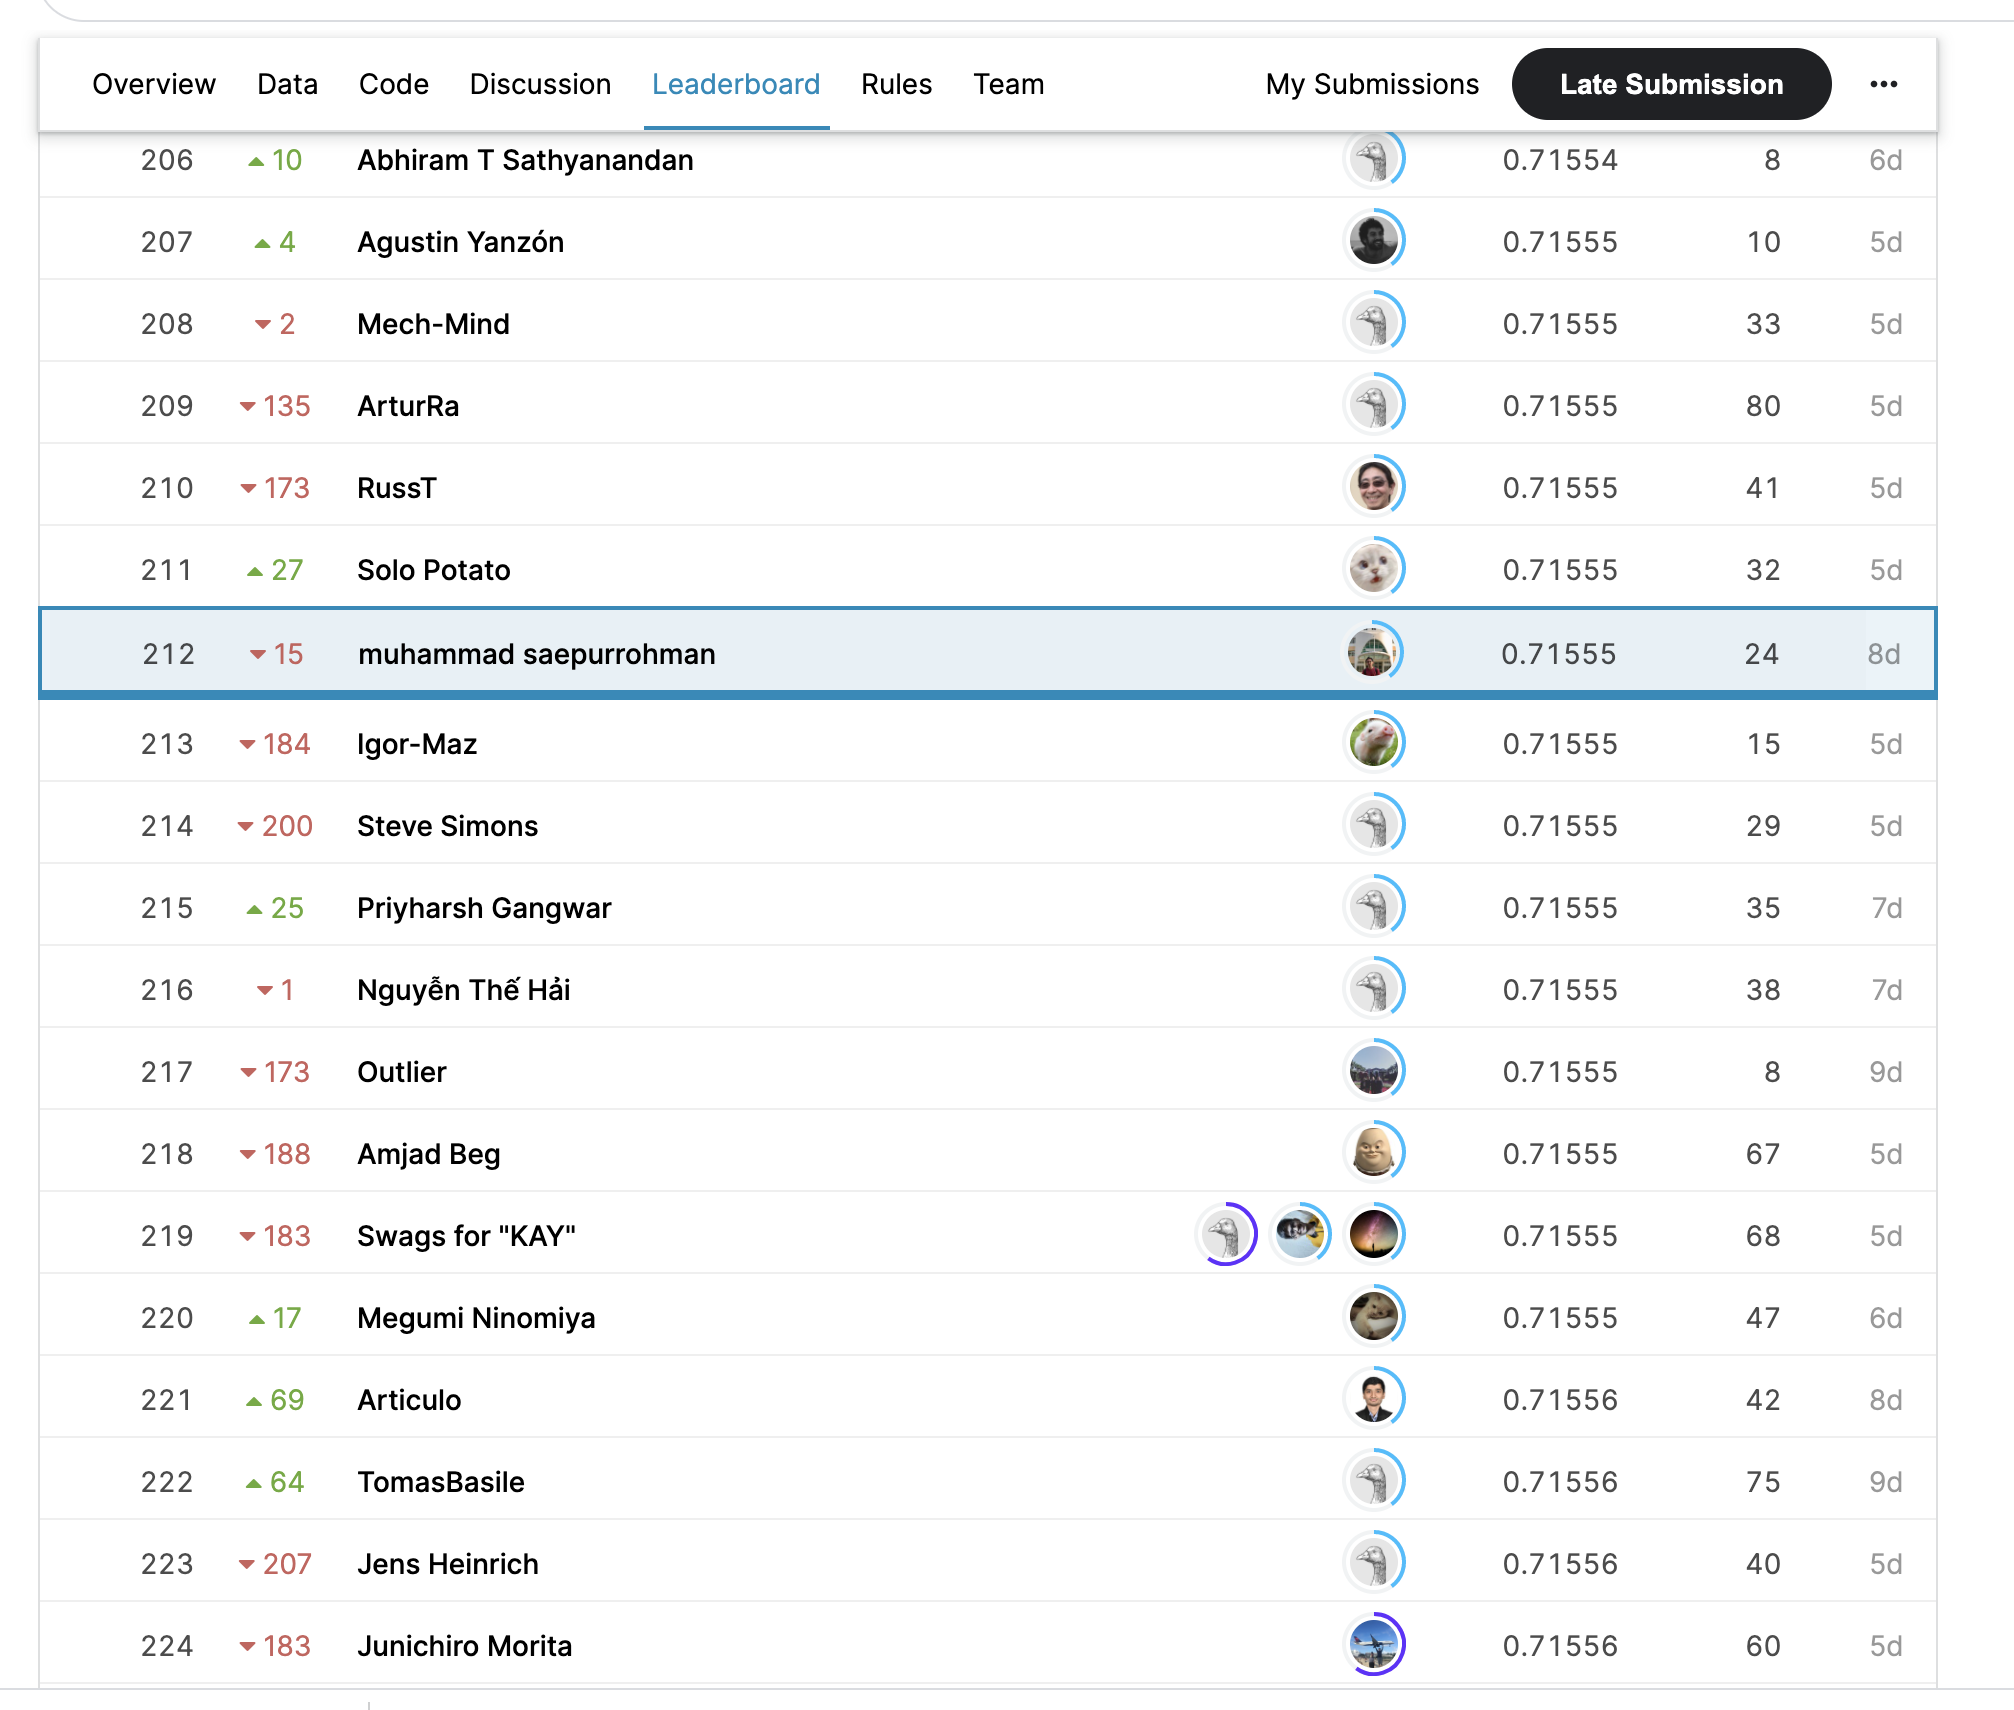 Overview Data Code Discussion Leaderboard Rules Team My Submissions Late Submission
206 10 Abhiram T Sathyanandan 0.71554 8 6d
207 4 Agustin Yanzón 0.71555 10 5d
208 2 Mech-Mind 0.71555 33 5d
209 135 ArturRa 0.71555 80 5d
210 173 RussT 0.71555 41 5d
211 27 Solo Potato 0.71555 32 5d
212 15 muhammad saepurrohman 0.71555 24 8d
213 184 Igor-Maz 0.71555 15 5d
214 200 Steve Simons 0.71555 29 5d
215 25 Priyharsh Gangwar 0.71555 35 7d
216 1 Nguyễn Thế Hải 0.71555 38 7d
217 173 Outlier 0.71555 8 9d
218 188 Amjad Beg 0.71555 67 5d
219 183 Swags for "KAY" 0.71555 68 5d
220 17 Megumi Ninomiya 0.71555 47 6d
221 69 Articulo 0.71556 42 8d
222 64 TomasBasile 0.71556 75 9d
223 207 Jens Heinrich 0.71556 40 5d
224 183 Junichiro Morita 0.71556 60 5d